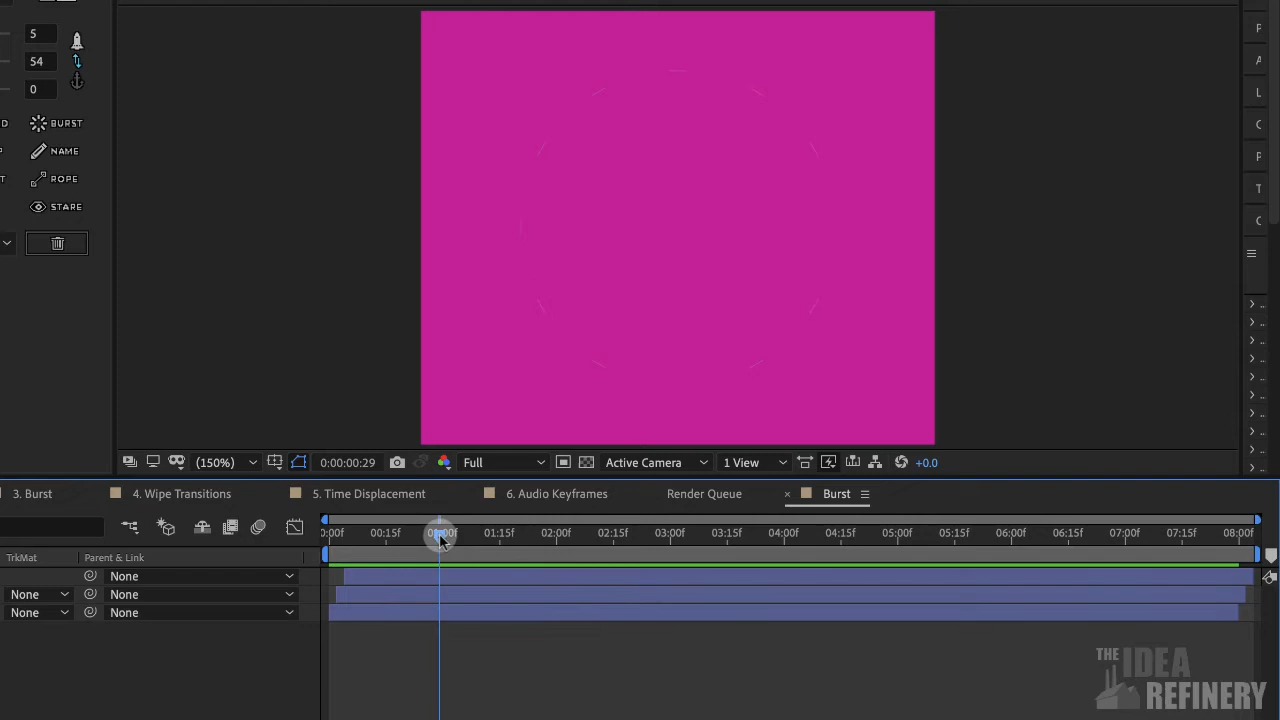 5
54
0
D
BURST
P
NAME
T
ROPE
STARE
P
A
L
C
P
T
C
(150%)
0:00:00:29
Full
Active Camera
1 View
+0.0
3. Burst
4. Wipe Transitions
5. Time Displacement
6. Audio Keyframes
Render Queue
× Burst
0:00f 00:15f 01:00f 01:15f 02:00f 02:15f 03:00f 03:15f 04:00f 04:15f 05:00f 05:15f 06:00f 06:15f 07:00f 07:15f 08:00f
TrkMat Parent & Link
None
None None
None None
THE IDEA
REFINERY